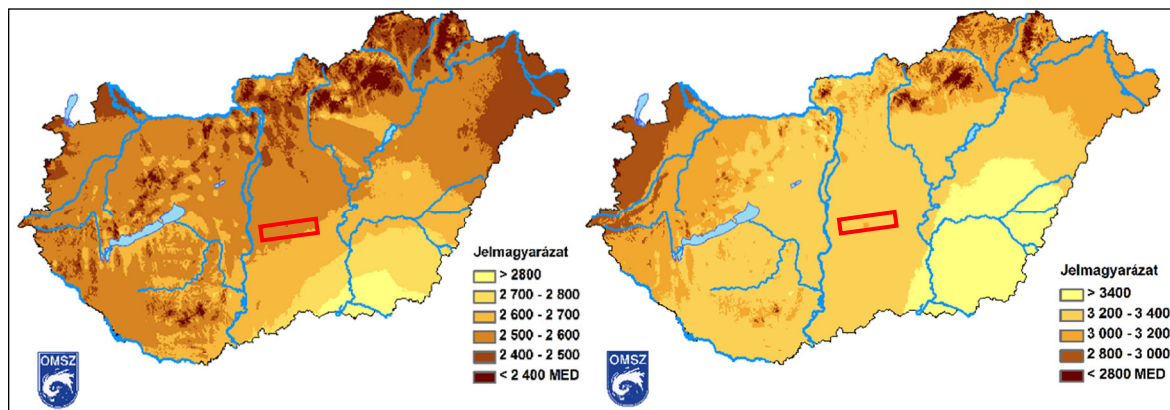 Jelmagyarázat
> 2800
2 700 - 2 800
2 600 - 2 700
2 500 - 2 600
2 400 - 2 500
< 2 400 MED
OMSZ
Jelmagyarázat
> 3400
3 200 - 3 400
3 000 - 3 200
2 800 - 3 000
< 2800 MED
OMSZ